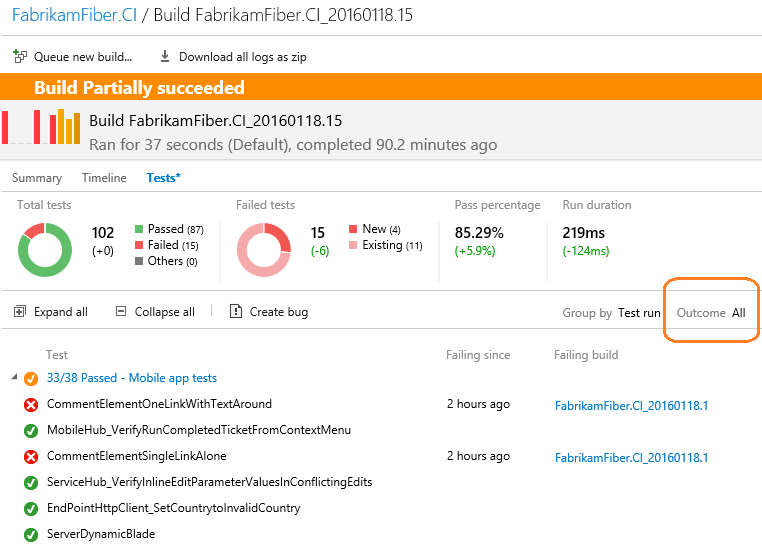 FabrikamFiber.CI / Build FabrikamFiber.CI_20160118.15
Queue new build... Download all logs as zip
Build Partially succeeded
Build FabrikamFiber.CI_20160118.15
Ran for 37 seconds (Default), completed 90.2 minutes ago
Summary Timeline Tests*
Total tests Failed tests Pass percentage Run duration
102 (+0)
Passed (87)
Failed (15)
Others (0)
15 (-6)
New (4)
Existing (11)
85.29% (+5.9%)
219ms (-124ms)
Expand all Collapse all Create bug Group by Test run Outcome All
Test Failing since Failing build
33/38 Passed - Mobile app tests
CommentElementOneLinkWithTextAround 2 hours ago FabrikamFiber.CI_20160118.1
MobileHub_VerifyRunCompletedTicketFromContextMenu
CommentElementSingleLinkAlone 2 hours ago FabrikamFiber.CI_20160118.1
ServiceHub_VerifyInlineEditParameterValuesInConflictingEdits
EndPointHttpClient_SetCountrytoInvalidCountry
ServerDynamicBlade